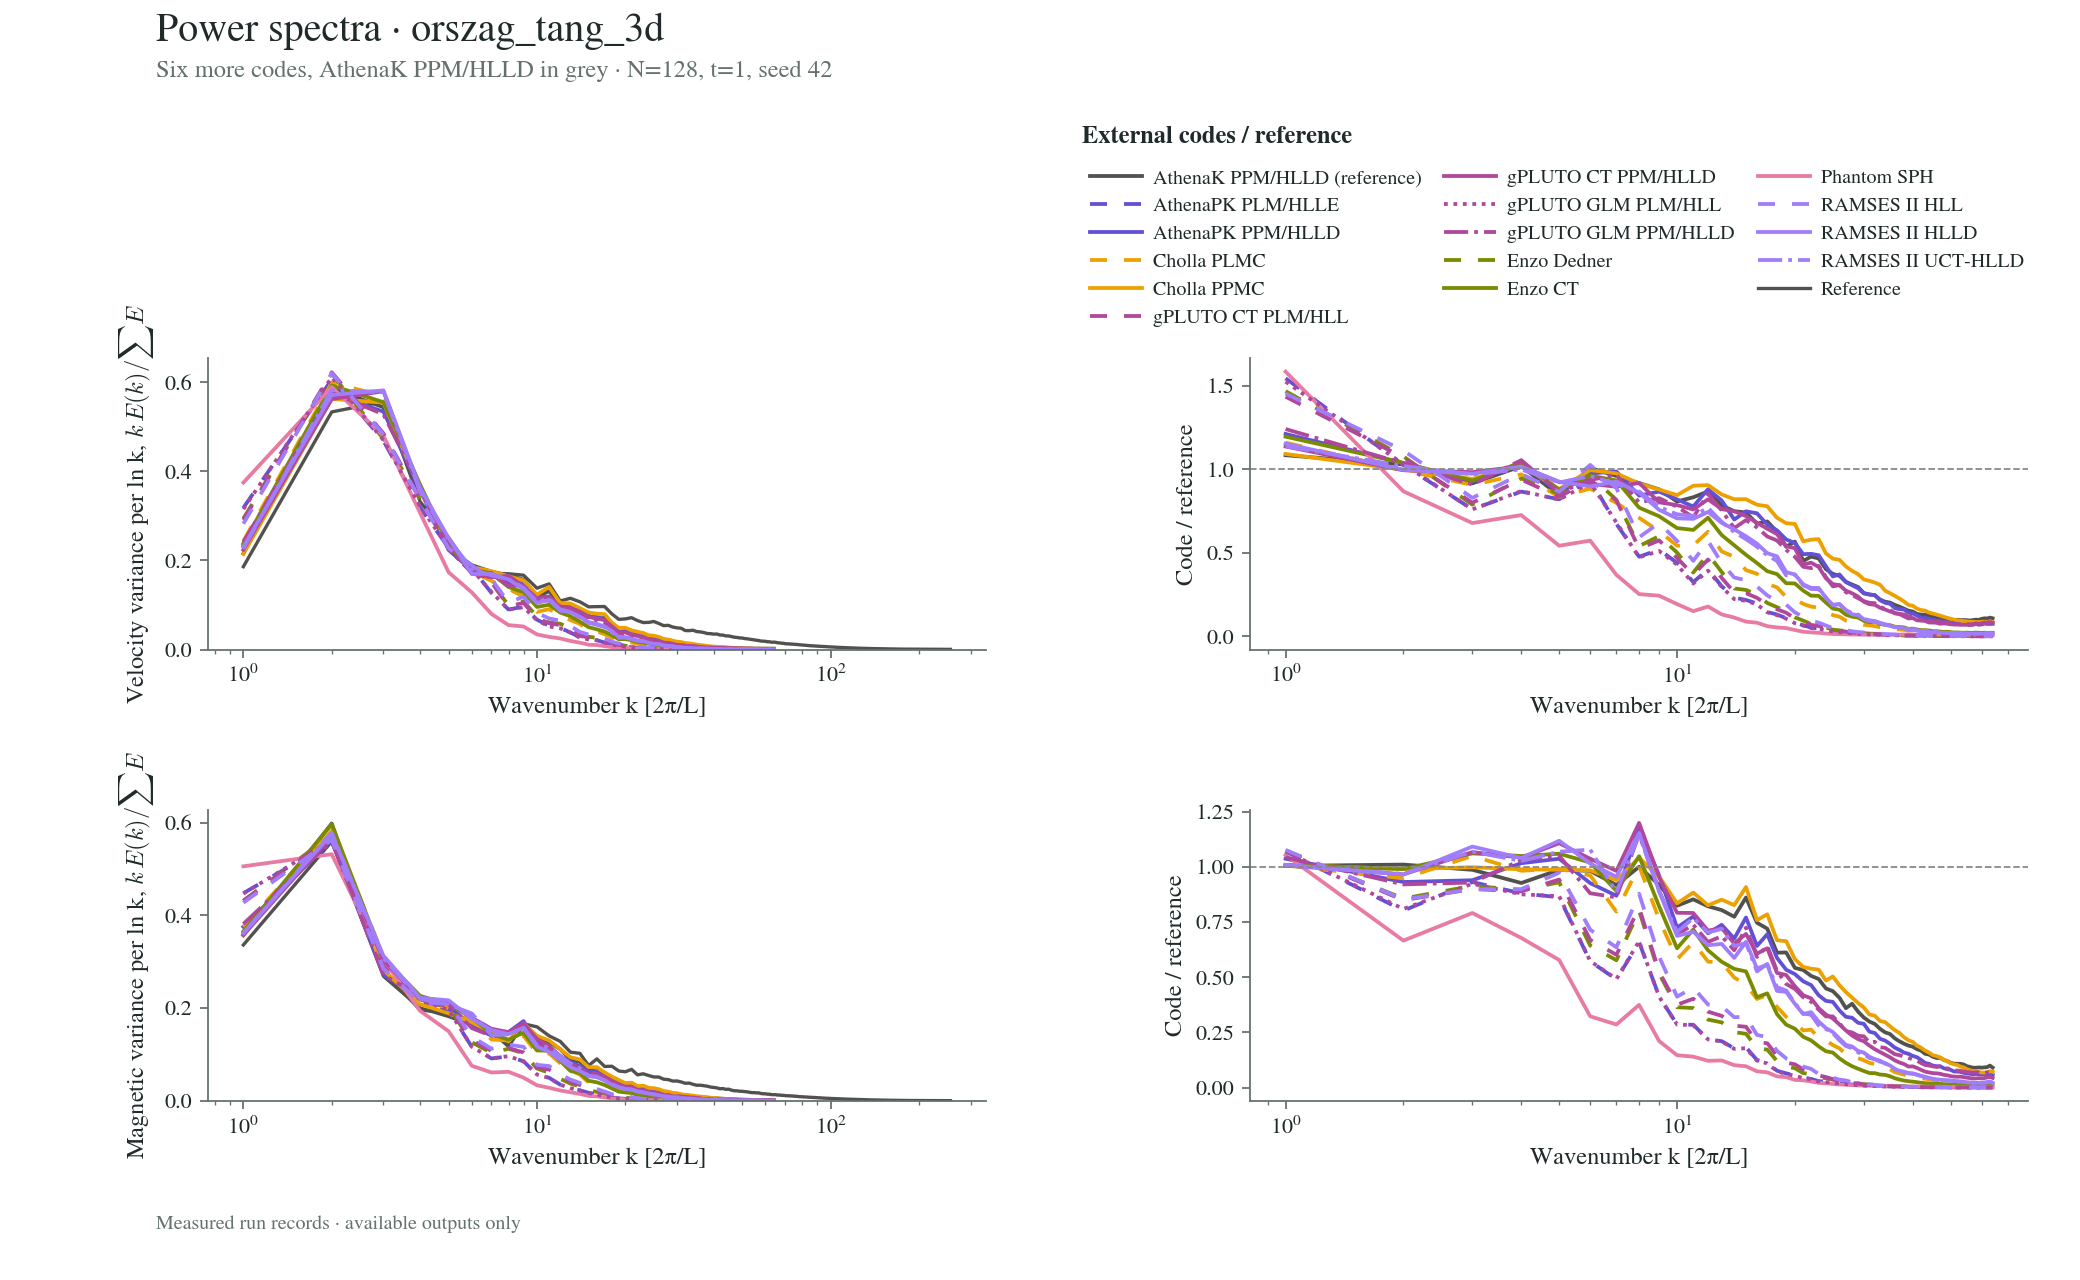 Power spectra · orszag_tang_3d
Six more codes, AthenaK PPM/HLLD in grey · N=128, t=1, seed 42
External codes / reference
AthenaK PPM/HLLD (reference)
AthenaPK PLM/HLLE
AthenaPK PPM/HLLD
Cholla PLMC
Cholla PPMC
gPLUTO CT PLM/HLL
gPLUTO CT PPM/HLLD
gPLUTO GLM PLM/HLL
gPLUTO GLM PPM/HLLD
Enzo Dedner
Enzo CT
Phantom SPH
RAMSES II HLL
RAMSES II HLLD
RAMSES II UCT-HLLD
Reference
Velocity variance per ln k, k E(k)/∑E
0.6
0.4
0.2
0.0
10⁰ 10¹ 10²
Wavenumber k [2π/L]
Code / reference
1.5
1.0
0.5
0.0
10⁰ 10¹
Wavenumber k [2π/L]
Magnetic variance per ln k, k E(k)/∑E
0.6
0.4
0.2
0.0
10⁰ 10¹ 10²
Wavenumber k [2π/L]
Code / reference
1.25
1.00
0.75
0.50
0.25
0.00
10⁰ 10¹
Wavenumber k [2π/L]
Measured run records · available outputs only